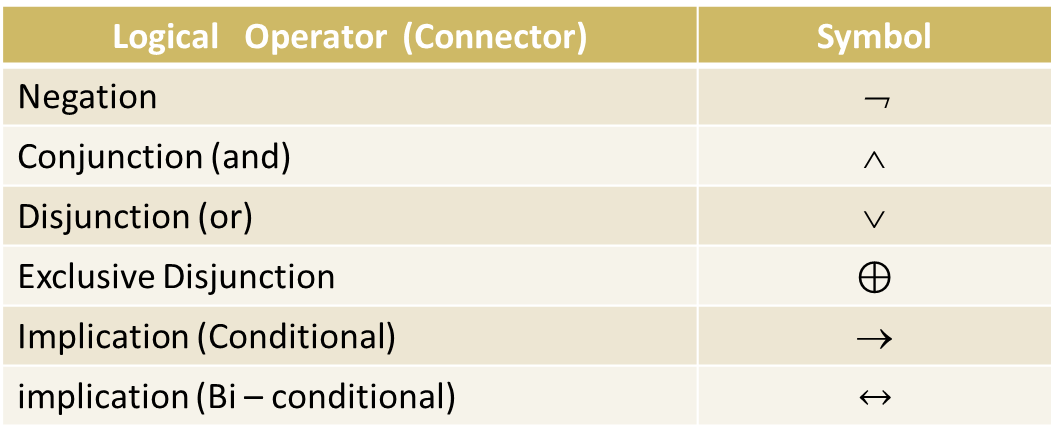 Logical Operator (Connector) Symbol
Negation ¬
Conjunction (and) ∧
Disjunction (or) ∨
Exclusive Disjunction ⊕
Implication (Conditional) →
implication (Bi – conditional) ↔